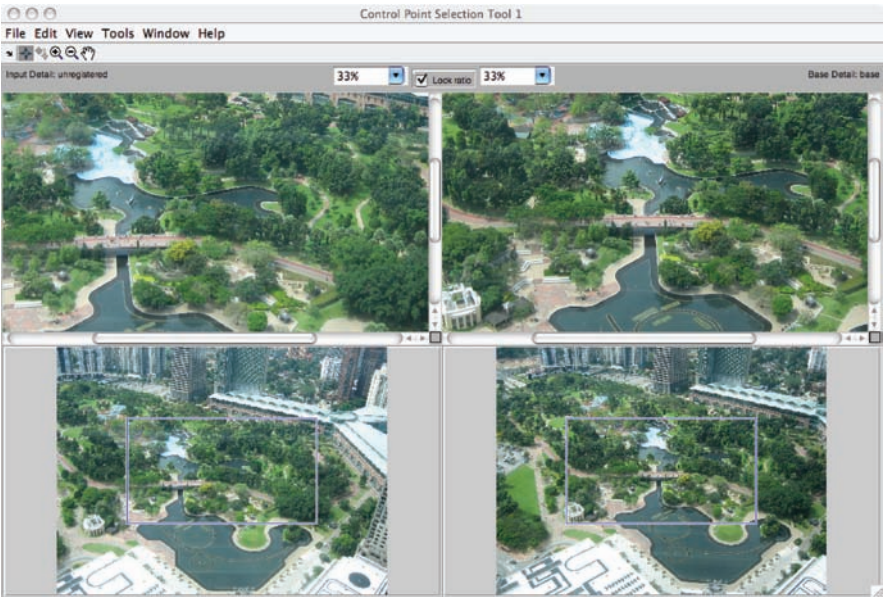 Control Point Selection Tool 1
File Edit View Tools Window Help
Input Detail: unregistered
33%
Lock ratio
33%
Base Detail: base